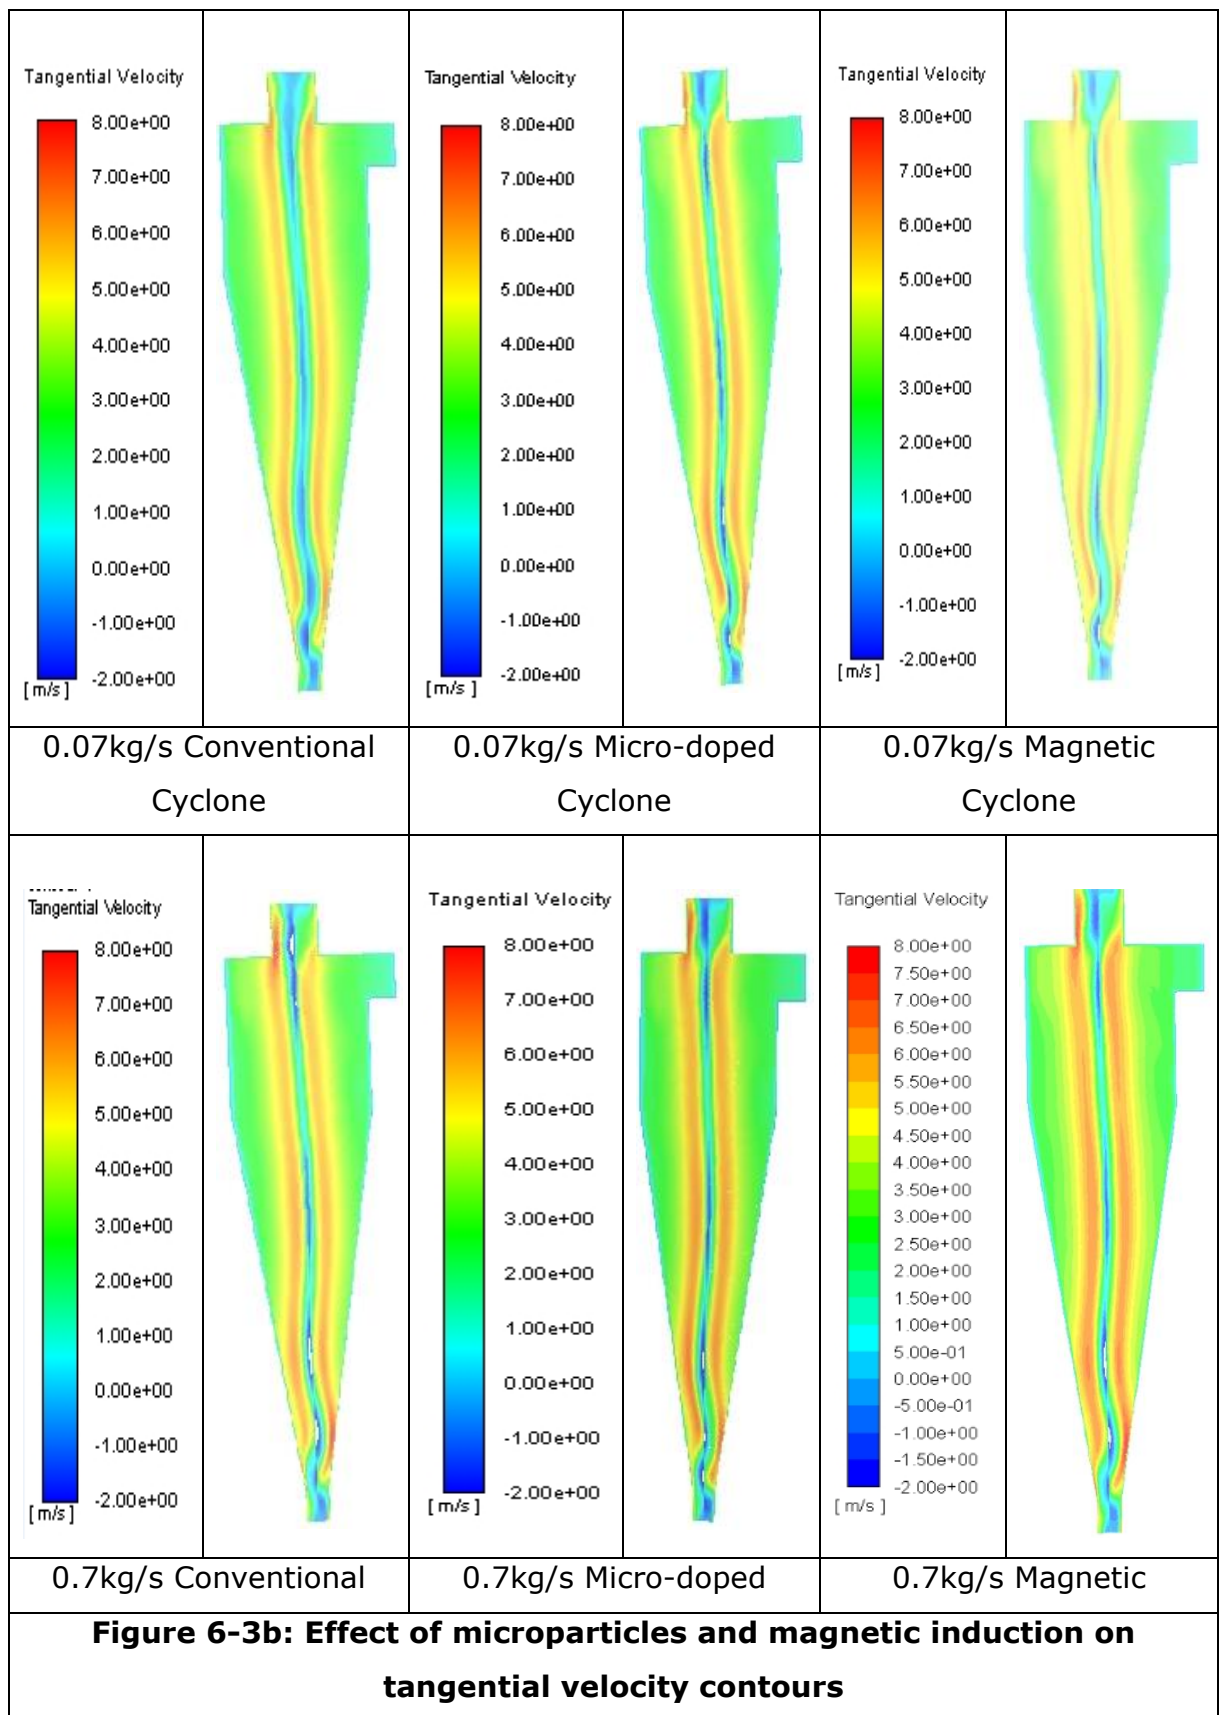 Tangential Velocity
8.00e+00
7.00e+00
6.00e+00
5.00e+00
4.00e+00
3.00e+00
2.00e+00
1.00e+00
0.00e+00
-1.00e+00
-2.00e+00
[m/s]
Tangential Velocity
8.00e+00
7.00e+00
6.00e+00
5.00e+00
4.00e+00
3.00e+00
2.00e+00
1.00e+00
0.00e+00
-1.00e+00
-2.00e+00
[m/s]
Tangential Velocity
8.00e+00
7.00e+00
6.00e+00
5.00e+00
4.00e+00
3.00e+00
2.00e+00
1.00e+00
0.00e+00
-1.00e+00
-2.00e+00
[m/s]
0.07kg/s Conventional
Cyclone
0.07kg/s Micro-doped
Cyclone
0.07kg/s Magnetic
Cyclone
Tangential Velocity
8.00e+00
7.00e+00
6.00e+00
5.00e+00
4.00e+00
3.00e+00
2.00e+00
1.00e+00
0.00e+00
-1.00e+00
-2.00e+00
[m/s]
Tangential Velocity
8.00e+00
7.00e+00
6.00e+00
5.00e+00
4.00e+00
3.00e+00
2.00e+00
1.00e+00
0.00e+00
-1.00e+00
-2.00e+00
[m/s]
Tangential Velocity
8.00e+00
7.50e+00
7.00e+00
6.50e+00
6.00e+00
5.50e+00
5.00e+00
4.50e+00
4.00e+00
3.50e+00
3.00e+00
2.50e+00
2.00e+00
1.50e+00
1.00e+00
5.00e-01
0.00e+00
-5.00e-01
-1.00e+00
-1.50e+00
-2.00e+00
[m/s]
0.7kg/s Conventional
0.7kg/s Micro-doped
0.7kg/s Magnetic
Figure 6-3b: Effect of microparticles and magnetic induction on
tangential velocity contours